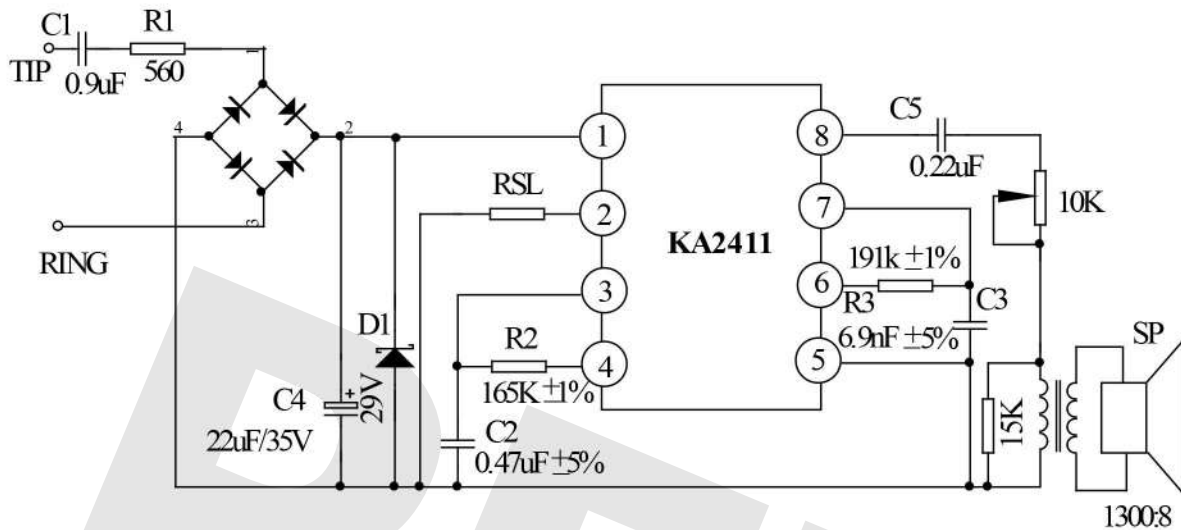 C1
R1
TIP
0.9uF
560
1
4
2
3
RING
C4
22uF/35V
+
D1
29V
RSL
R2
165K ±1%
C2
0.47uF ±5%
1
2
3
4
KA2411
8
7
6
5
C5
0.22uF
10K
191k ±1%
R3
C3
6.9nF ±5%
15K
SP
1300:8